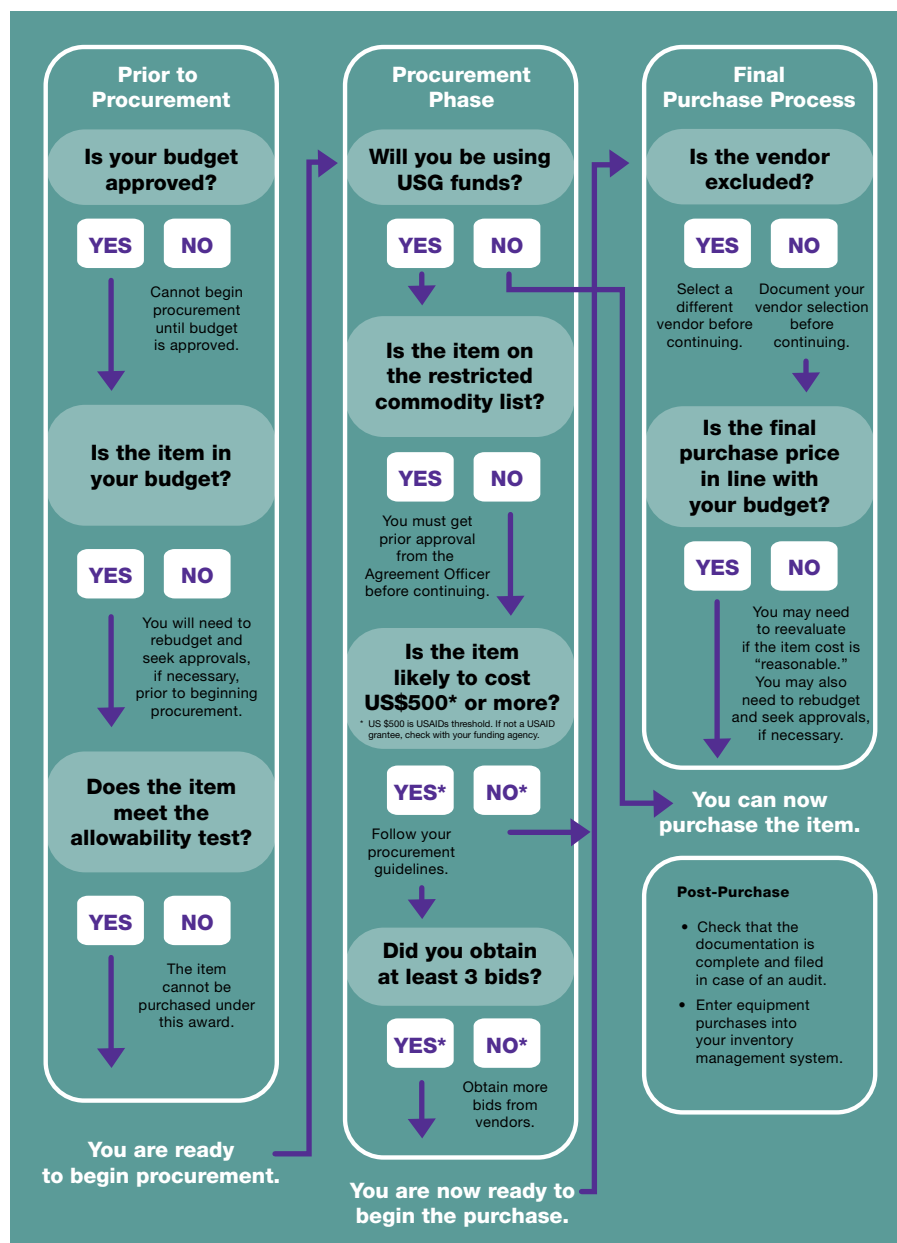 Prior to
Procurement
Is your budget
approved?
YES
NO
Cannot begin
procurement
until budget
is approved.
Is the item in
your budget?
YES
NO
You will need to
rebudget and
seek approvals,
if necessary,
prior to beginning
procurement.
Does the item
meet the
allowability test?
YES
NO
The item
cannot be
purchased under
this award.
You are ready
to begin procurement.
Procurement
Phase
Will you be using
USG funds?
YES
NO
Is the item on
the restricted
commodity list?
YES
NO
You must get
prior approval
from the
Agreement Officer
before continuing.
Is the item
likely to cost
US$500* or more?
* US $500 is USAIDs threshold. If not a USAID
grantee, check with your funding agency.
YES*
NO*
Follow your
procurement
guidelines.
Did you obtain
at least 3 bids?
YES*
NO*
Obtain more
bids from
vendors.
You are now ready to
begin the purchase.
Final
Purchase Process
Is the vendor
excluded?
YES
NO
Select a
different
vendor before
continuing.
Document your
vendor selection
before
continuing.
Is the final
purchase price
in line with
your budget?
YES
NO
You may need
to reevaluate
if the item cost is
“reasonable.”
You may also
need to rebudget
and seek approvals,
if necessary.
You can now
purchase the item.
Post-Purchase
• Check that the
documentation is
complete and filed
in case of an audit.
• Enter equipment
purchases into
your inventory
management system.